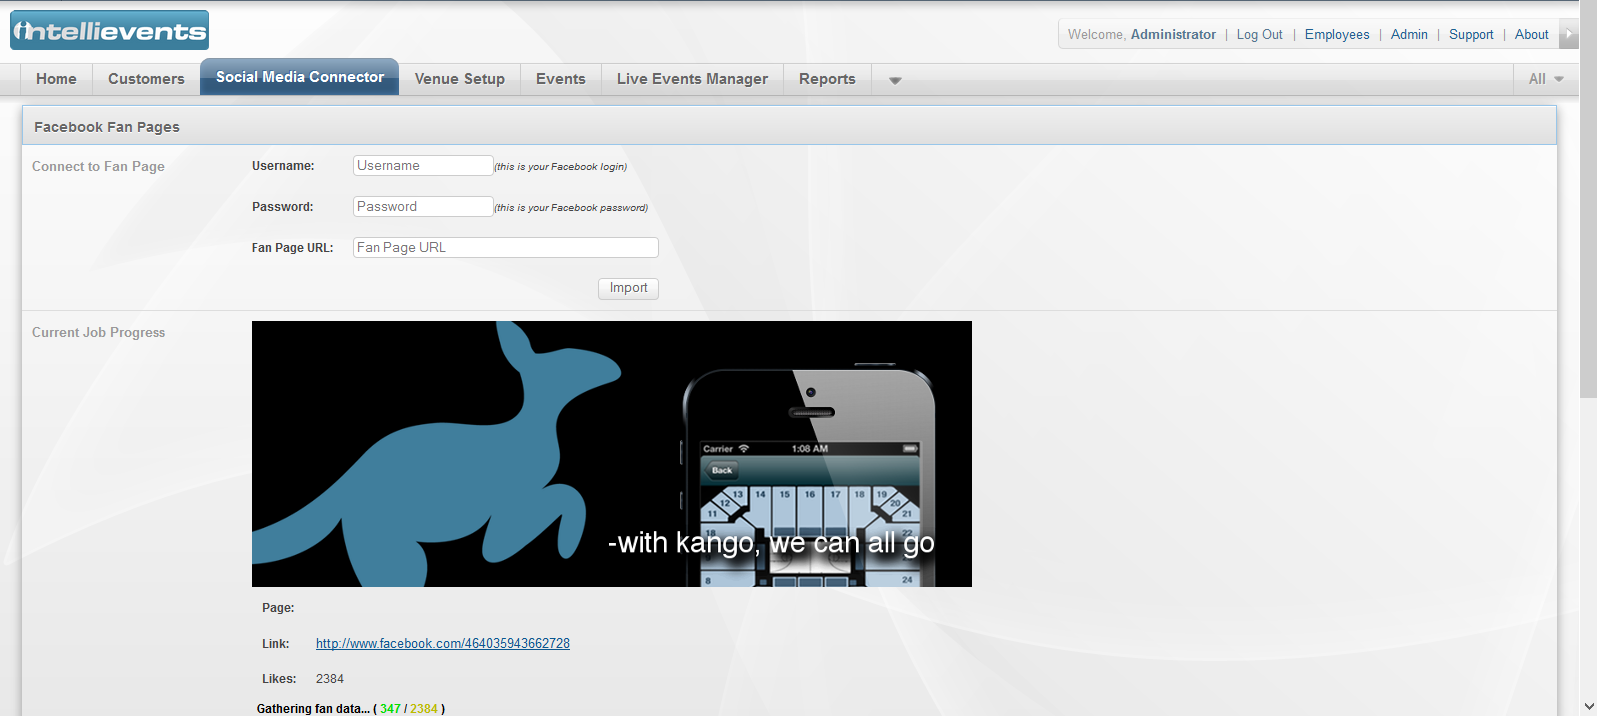 intellievents
Welcome, Administrator | Log Out | Employees | Admin | Support | About
Home Customers Social Media Connector Venue Setup Events Live Events Manager Reports All
Facebook Fan Pages
Connect to Fan Page
Username: Username (this is your Facebook login)
Password: Password (this is your Facebook password)
Fan Page URL: Fan Page URL
Import
Current Job Progress
Carrier 1:08 AM
Back
13 14 15 16 17 18 19
12 20
11 21
-with kango, we can all go
8 24
Page:
Link: http://www.facebook.com/464035943662728
Likes: 2384
Gathering fan data... ( 347 / 2384 )